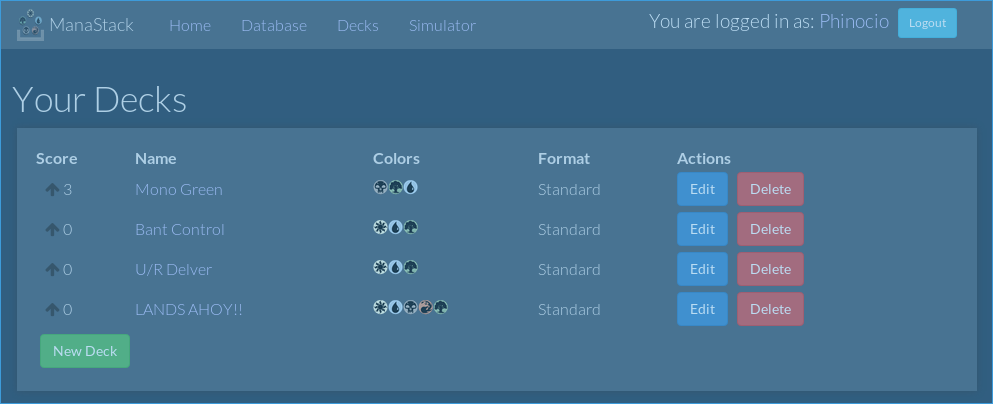 ManaStack Home Database Decks Simulator You are logged in as: Phinocio Logout
Your Decks
Score Name Colors Format Actions
3 Mono Green Standard Edit Delete
0 Bant Control Standard Edit Delete
0 U/R Delver Standard Edit Delete
0 LANDS AHOY!! Standard Edit Delete
New Deck